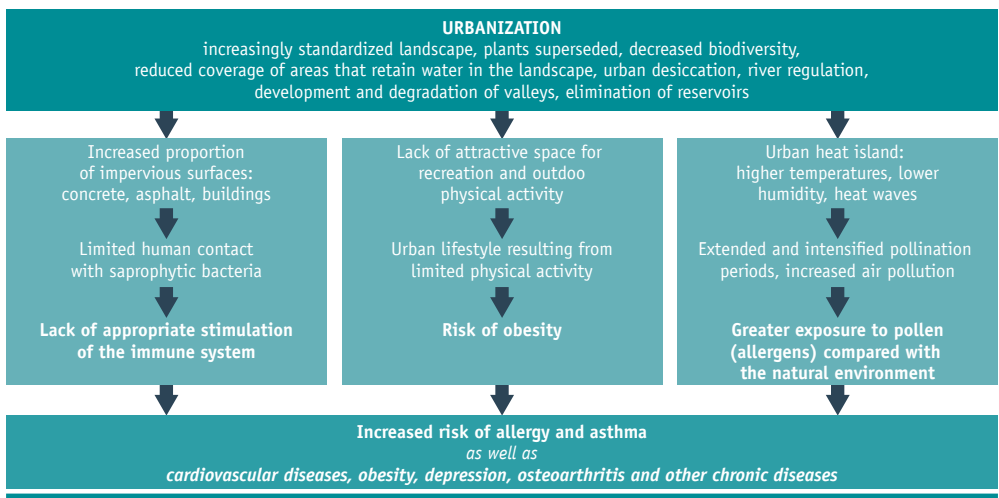 URBANIZATION
increasingly standardized landscape, plants superseded, decreased biodiversity,
reduced coverage of areas that retain water in the landscape, urban desiccation, river regulation,
development and degradation of valleys, elimination of reservoirs
Increased proportion
of impervious surfaces:
concrete, asphalt, buildings
Limited human contact
with saprophytic bacteria
Lack of appropriate stimulation
of the immune system
Lack of attractive space for
recreation and outdoo
physical activity
Urban lifestyle resulting from
limited physical activity
Risk of obesity
Urban heat island:
higher temperatures, lower
humidity, heat waves
Extended and intensified pollination
periods, increased air pollution
Greater exposure to pollen
(allergens) compared with
the natural environment
Increased risk of allergy and asthma
as well as
cardiovascular diseases, obesity, depression, osteoarthritis and other chronic diseases